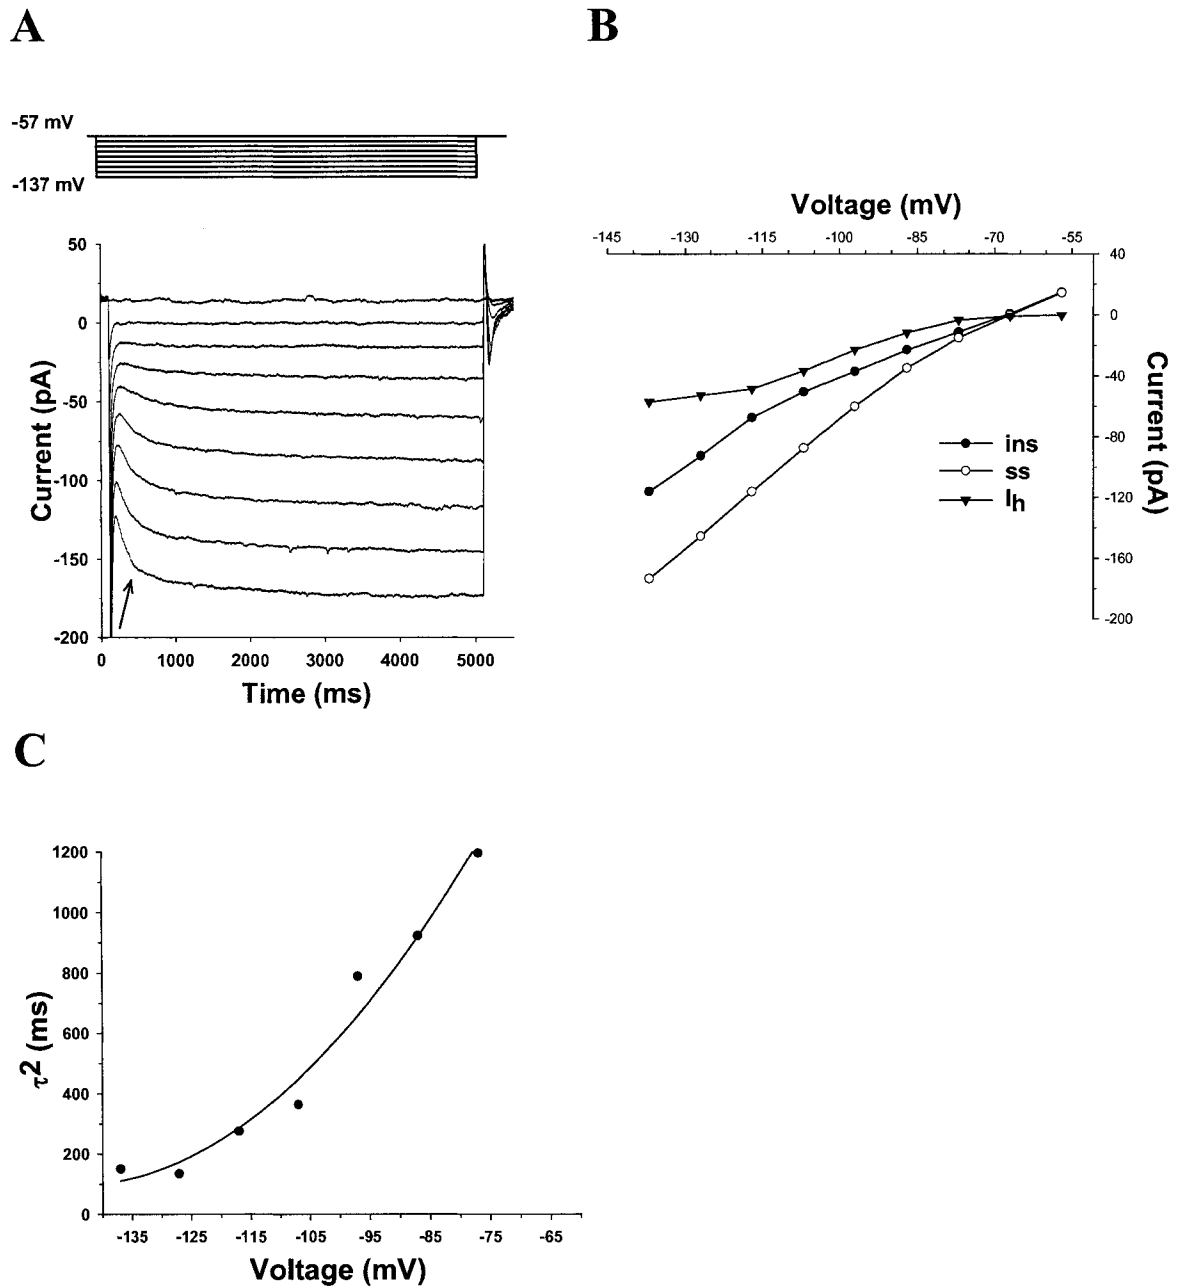 A
B
-57 mV
-137 mV
50
0
-50
-100
-150
-200
Current (pA)
0 1000 2000 3000 4000 5000
Time (ms)
Voltage (mV)
-145 -130 -115 -100 -85 -70 -55
40
0
-40
-80
-120
-160
-200
Current (pA)
ins
ss
Ih
C
1200
1000
800
600
400
200
0
τ2 (ms)
-135 -125 -115 -105 -95 -85 -75 -65
Voltage (mV)